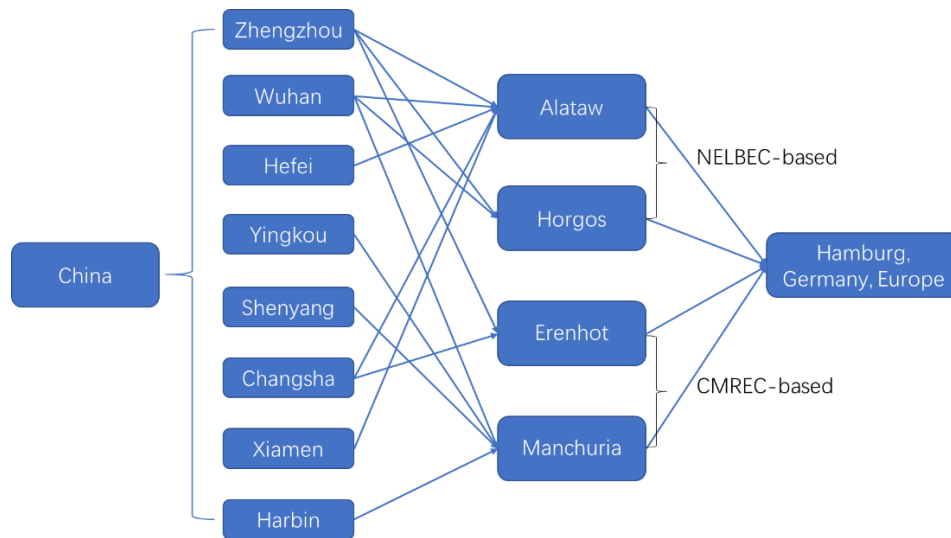 China
Zhengzhou
Wuhan
Hefei
Yingkou
Shenyang
Changsha
Xiamen
Harbin
Alataw
Horgos
Erenhot
Manchuria
NELBEC-based
CMREC-based
Hamburg,
Germany, Europe